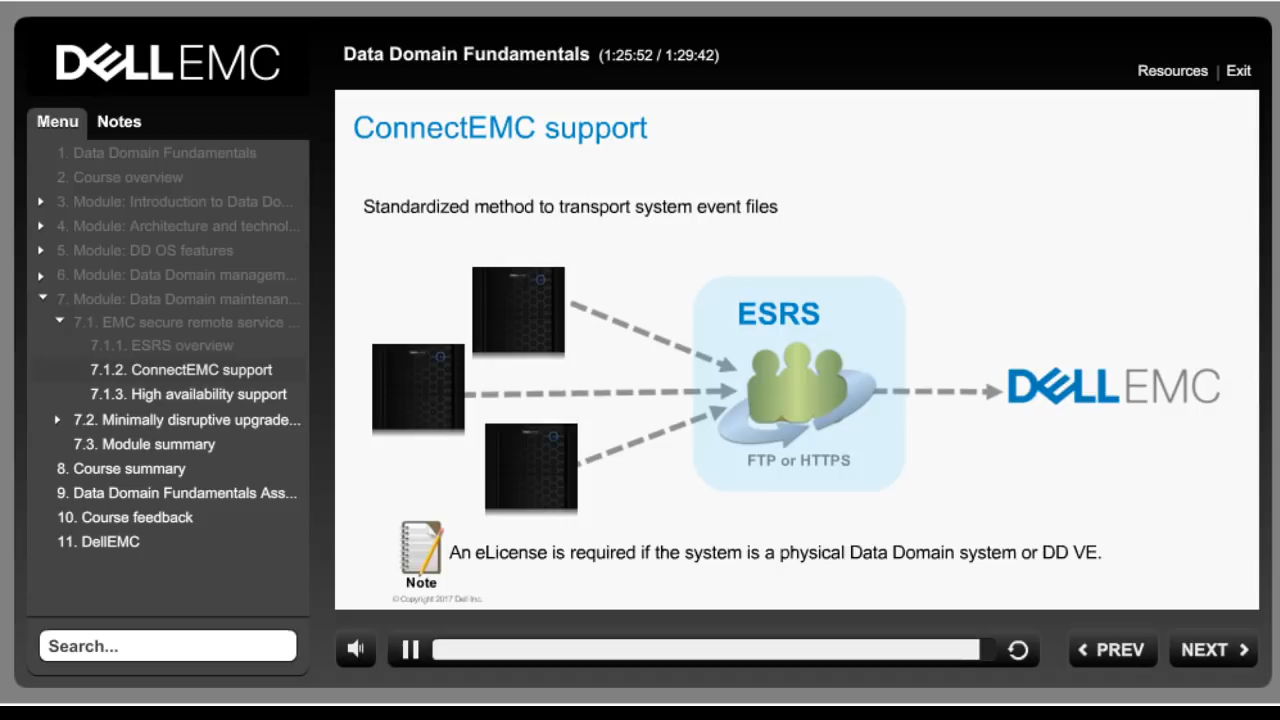 DELLEMC
Data Domain Fundamentals (1:25:52 / 1:29:42)
Resources | Exit
Menu Notes
1. Data Domain Fundamentals
2. Course overview
3. Module: Introduction to Data Do...
4. Module: Architecture and technol...
5. Module: DD OS features
6. Module: Data Domain managem...
7. Module: Data Domain maintenan...
7.1. EMC secure remote service ...
7.1.1. ESRS overview
7.1.2. ConnectEMC support
7.1.3. High availability support
7.2. Minimally disruptive upgrade...
7.3. Module summary
8. Course summary
9. Data Domain Fundamentals Ass...
10. Course feedback
11. DellEMC
Search...
ConnectEMC support
Standardized method to transport system event files
ESRS
FTP or HTTPS
DELLEMC
An eLicense is required if the system is a physical Data Domain system or DD VE.
Note
© Copyright 2017 Dell Inc.
PREV
NEXT